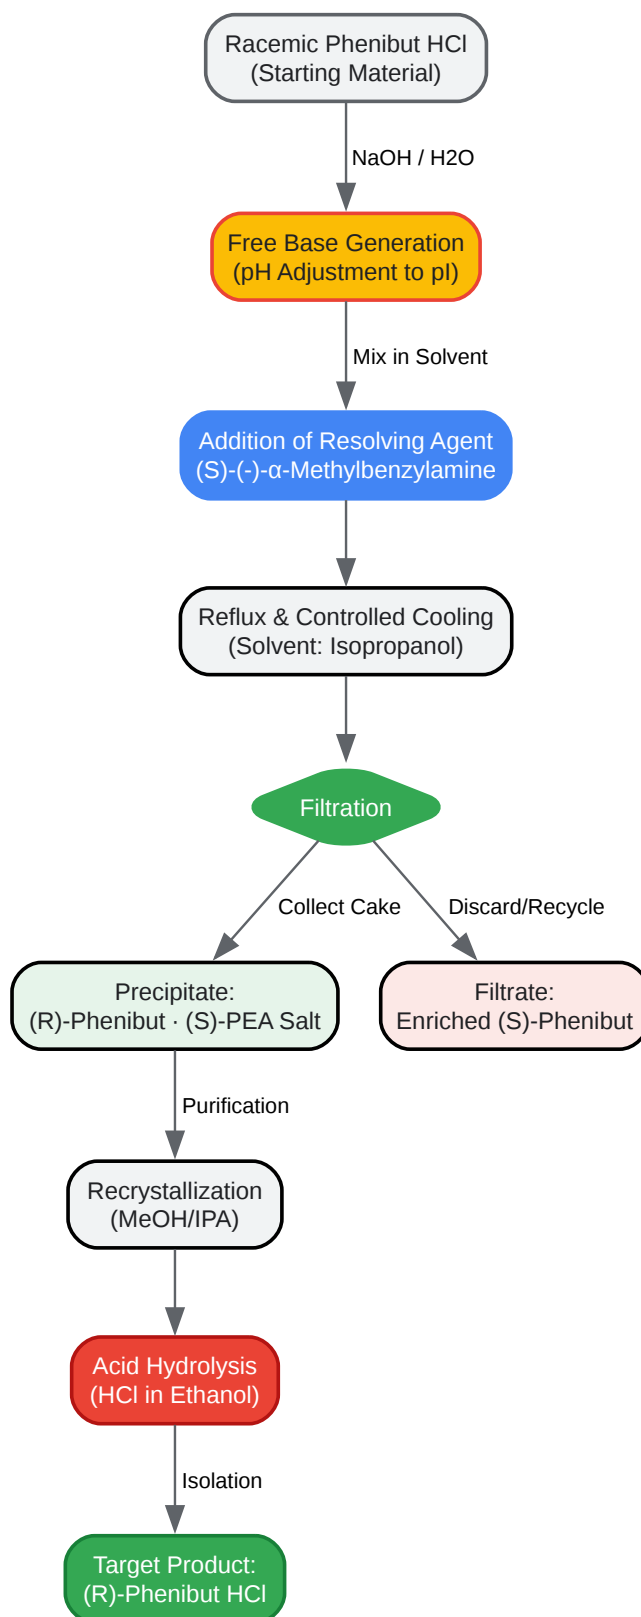 Racemic Phenibut HCl
(Starting Material)
NaOH / H2O
Free Base Generation
(pH Adjustment to pI)
Mix in Solvent
Addition of Resolving Agent
(S)-(-)-α-Methylbenzylamine
Reflux & Controlled Cooling
(Solvent: Isopropanol)
Filtration
Collect Cake
Discard/Recycle
Precipitate:
(R)-Phenibut · (S)-PEA Salt
Filtrate:
Enriched (S)-Phenibut
Purification
Recrystallization
(MeOH/IPA)
Acid Hydrolysis
(HCl in Ethanol)
Isolation
Target Product:
(R)-Phenibut HCl